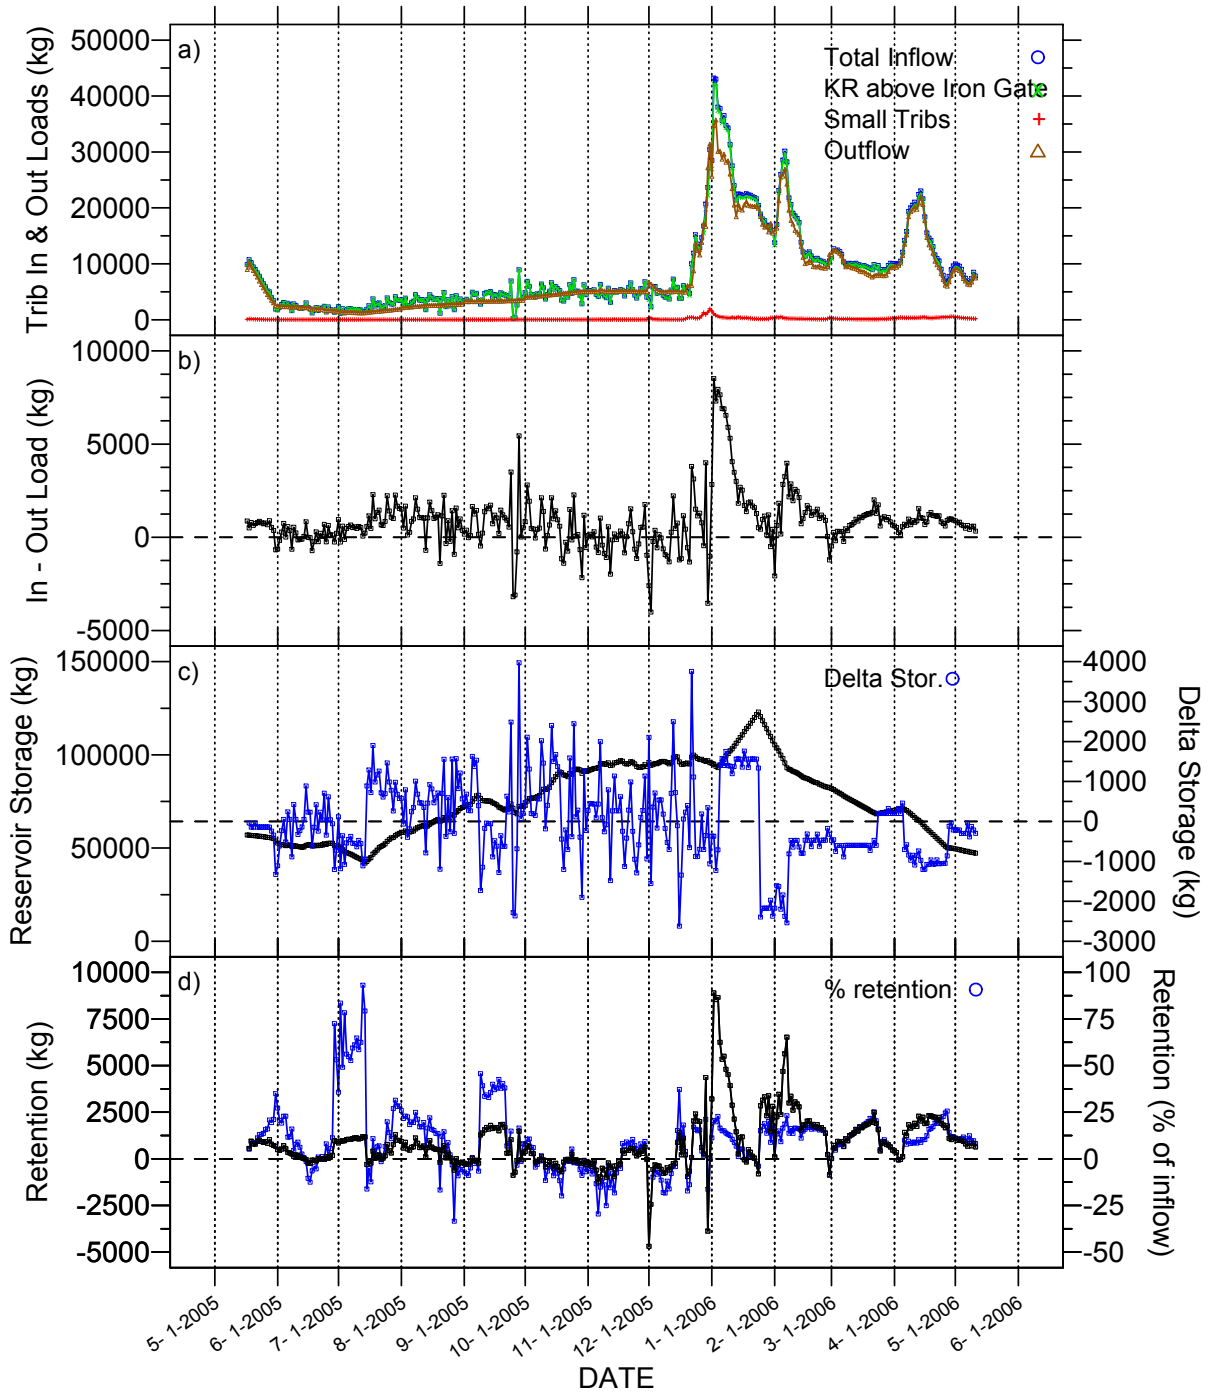 a)
Trib In & Out Loads (kg)
50000
40000
30000
20000
10000
0
Total Inflow
KR above Iron Gate
Small Tribs
Outflow
b)
In - Out Load (kg)
10000
5000
0
-5000
c)
Reservoir Storage (kg)
150000
100000
50000
0
Delta Stor.
4000
3000
2000
1000
0
-1000
-2000
-3000
Delta Storage
(kg)
d)
Retention (kg)
10000
7500
5000
2500
0
-2500
-5000
% retention
100
75
50
25
0
-25
-50
Retention (% of
inflow)
5- 1-2005
6- 1-2005
7- 1-2005
8- 1-2005
9- 1-2005
10- 1-2005
11- 1-2005
12- 1-2005
1- 1-2006
2- 1-2006
3- 1-2006
4- 1-2006
5- 1-2006
6- 1-2006
DATE